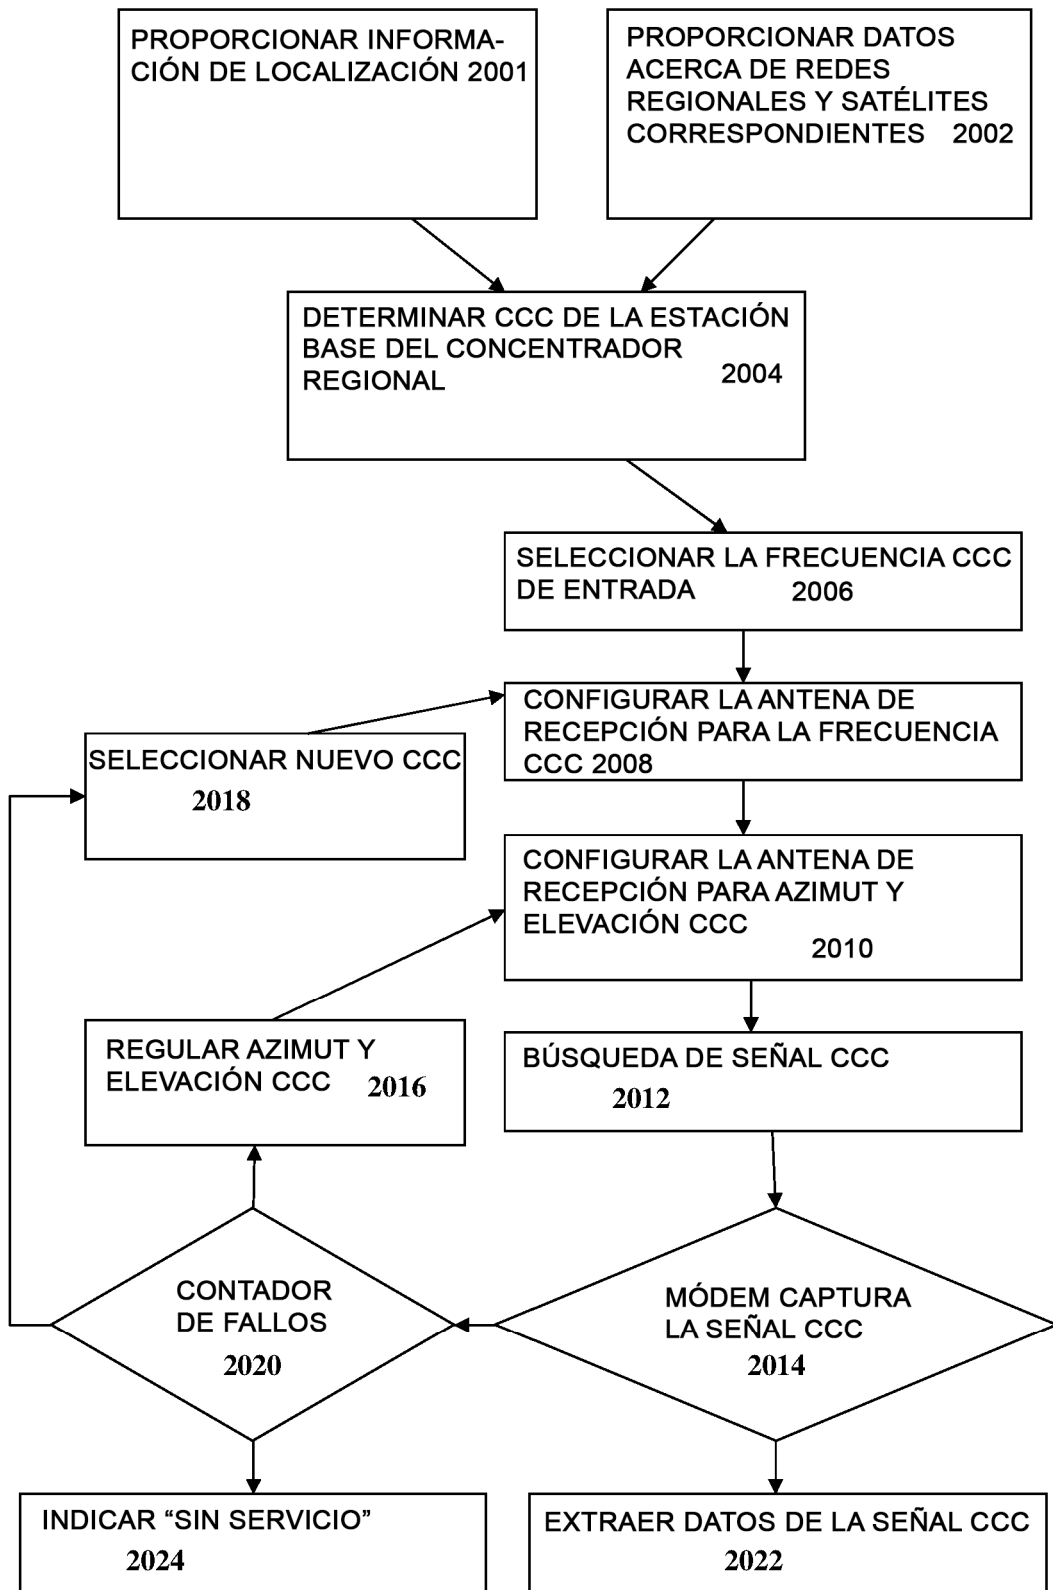 PROPORCIONAR INFORMA-
CIÓN DE LOCALIZACIÓN 2001
PROPORCIONAR DATOS
ACERCA DE REDES
REGIONALES Y SATÉLITES
CORRESPONDIENTES 2002
DETERMINAR CCC DE LA ESTACIÓN
BASE DEL CONCENTRADOR
REGIONAL 2004
SELECCIONAR LA FRECUENCIA CCC
DE ENTRADA 2006
CONFIGURAR LA ANTENA DE
RECEPCIÓN PARA LA FRECUENCIA
CCC 2008
SELECCIONAR NUEVO CCC
2018
CONFIGURAR LA ANTENA DE
RECEPCIÓN PARA AZIMUT Y
ELEVACIÓN CCC
2010
REGULAR AZIMUT Y
ELEVACIÓN CCC 2016
BÚSQUEDA DE SEÑAL CCC
2012
CONTADOR
DE FALLOS
2020
MÓDEM CAPTURA
LA SEÑAL CCC
2014
INDICAR “SIN SERVICIO”
2024
EXTRAER DATOS DE LA SEÑAL CCC
2022